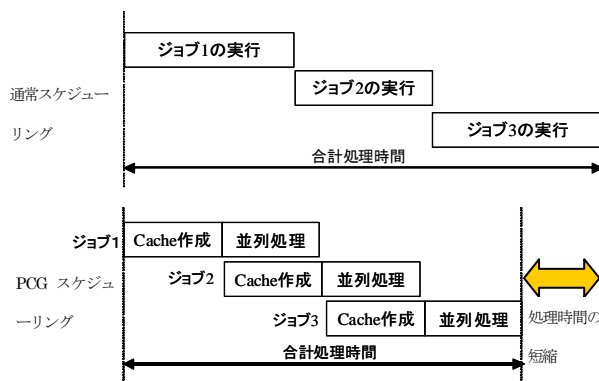 ジョブ1の実行
通常スケジュー
リング
ジョブ2の実行
ジョブ3の実行
合計処理時間
ジョブ1
Cache作成
並列処理
PCG スケジュ
ーリング
ジョブ2
Cache作成
並列処理
ジョブ3
Cache作成
並列処理
処理時間の
短縮
合計処理時間